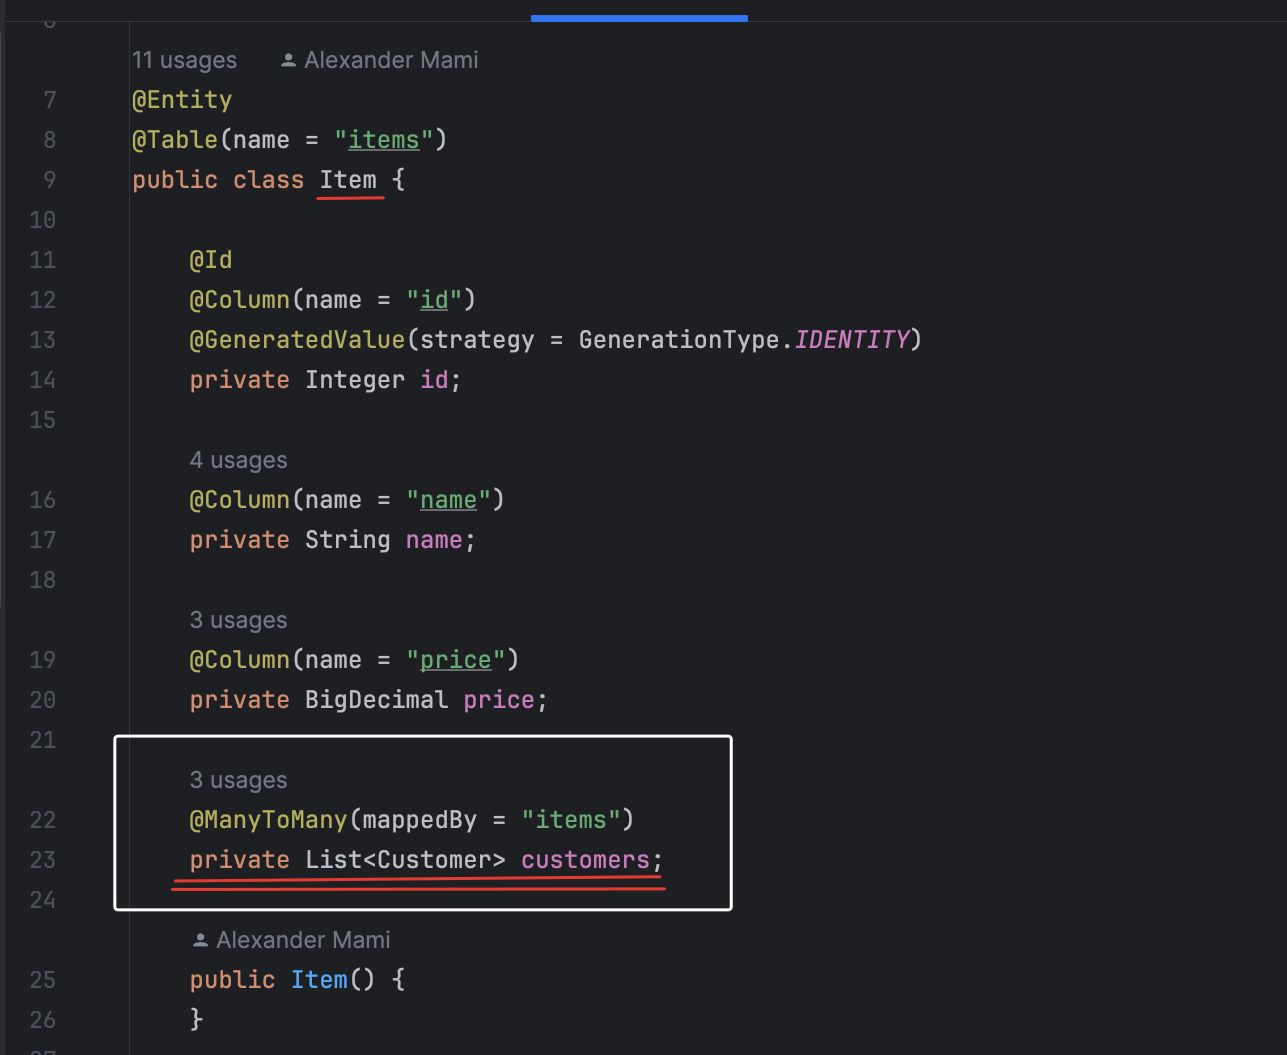 11 usages Alexander Mami
7 @Entity
8 @Table(name = "items")
9 public class Item {
10
11 @Id
12 @Column(name = "id")
13 @GeneratedValue(strategy = GenerationType.IDENTITY)
14 private Integer id;
15
4 usages
16 @Column(name = "name")
17 private String name;
18
3 usages
19 @Column(name = "price")
20 private BigDecimal price;
21
3 usages
22 @ManyToMany(mappedBy = "items")
23 private List<Customer> customers;
24
Alexander Mami
25 public Item() {
26 }